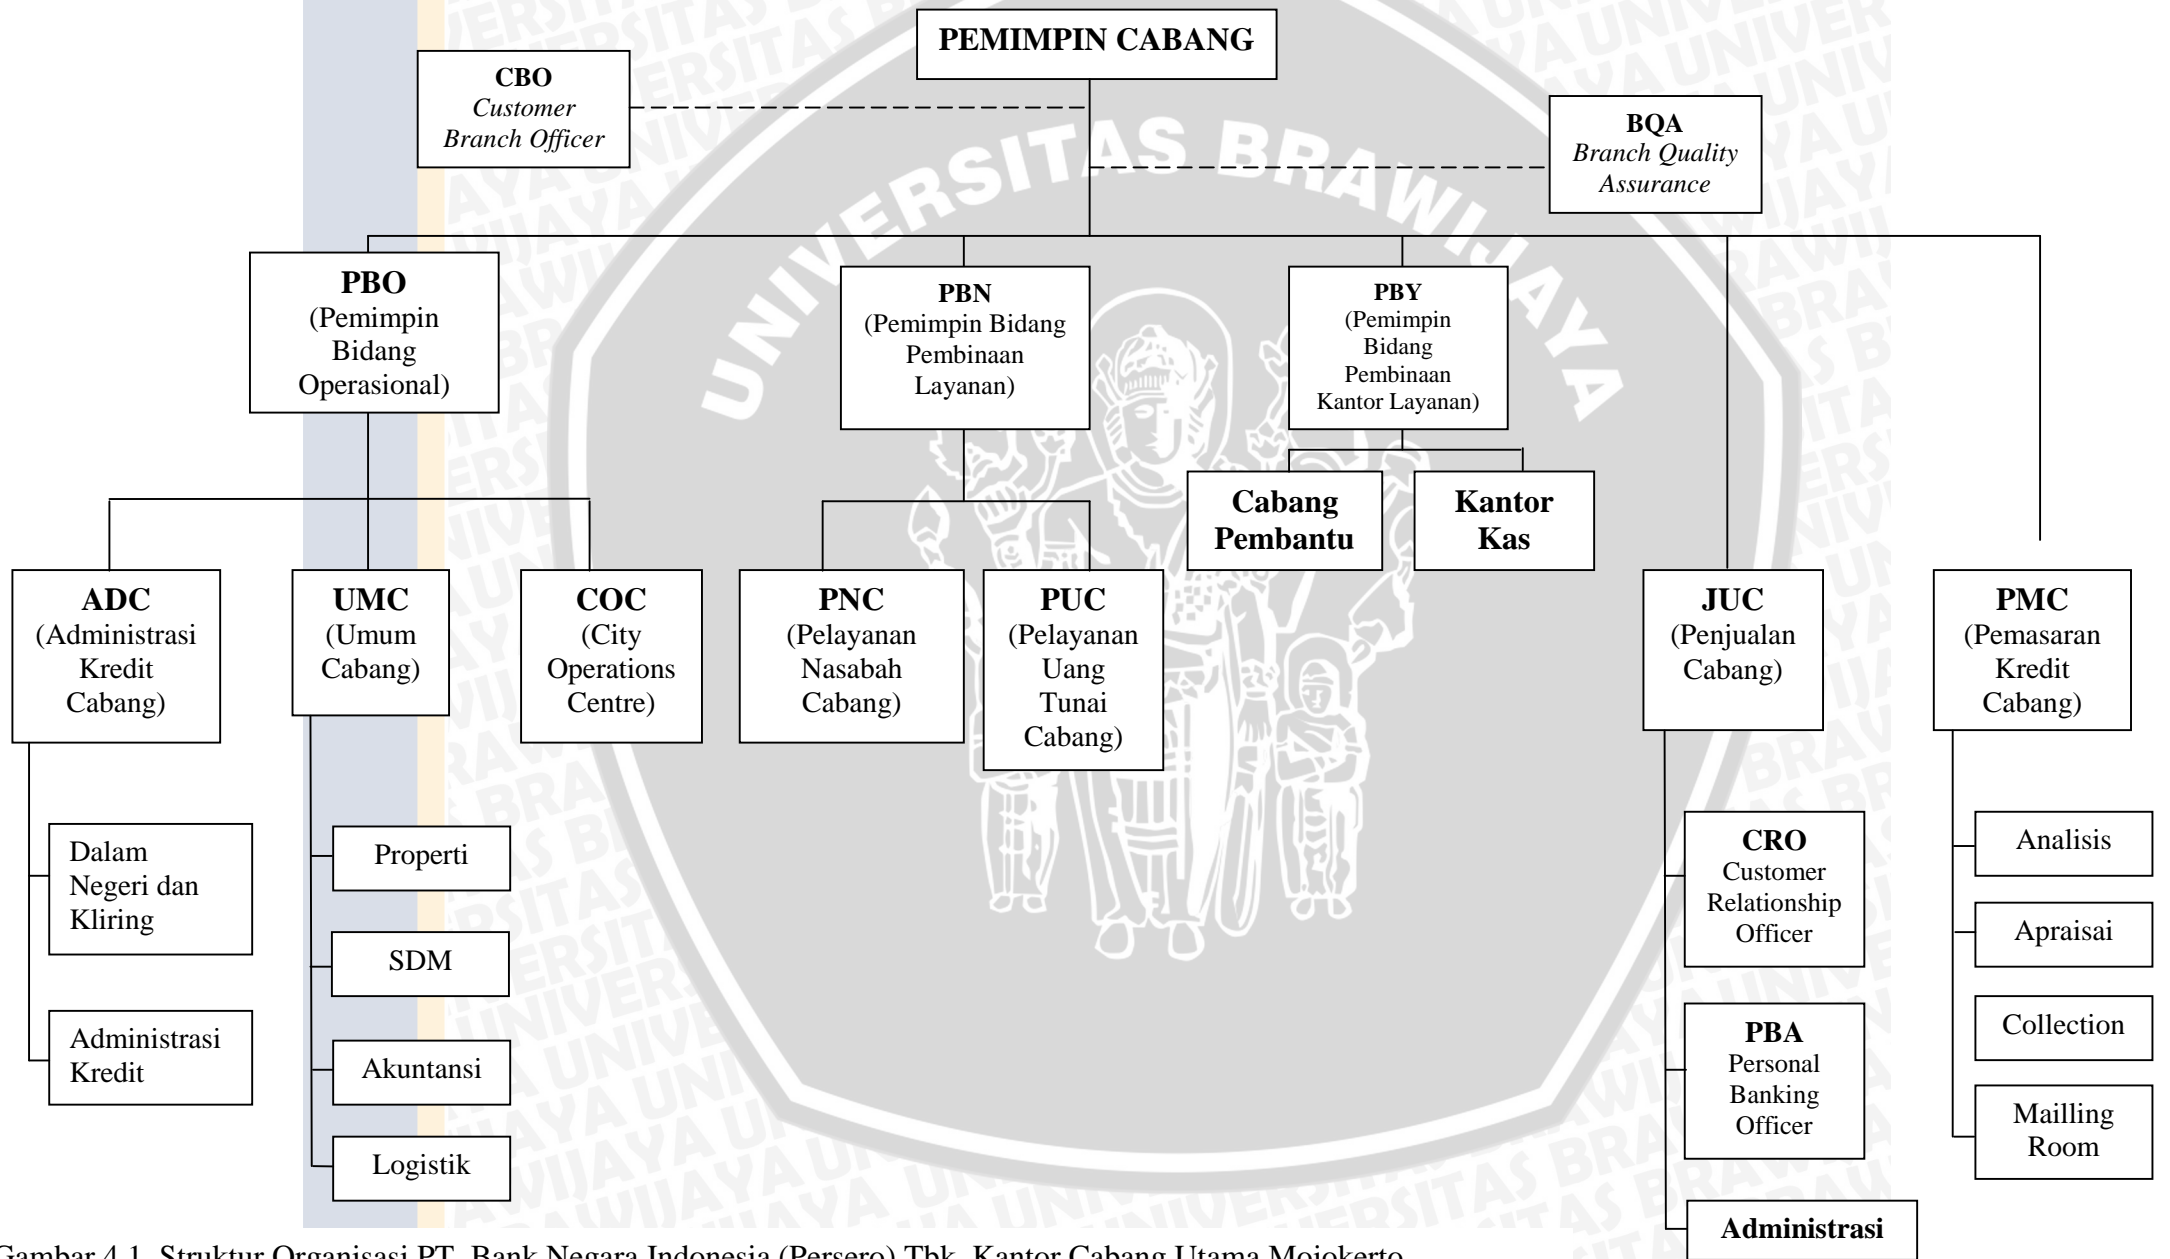 PEMIMPIN CABANG
CBO
Customer
Branch Officer
BQA
Branch Quality
Assurance
UNIVERSITAS BRAWIJAYA
PBO
(Pemimpin
Bidang
Operasional)
PBN
(Pemimpin Bidang
Pembinaan
Layanan)
PBY
(Pemimpin
Bidang
Pembinaan
Kantor Layanan)
Cabang
Pembantu
Kantor
Kas
ADC
(Administrasi
Kredit
Cabang)
UMC
(Umum
Cabang)
COC
(City
Operations
Centre)
PNC
(Pelayanan
Nasabah
Cabang)
PUC
(Pelayanan
Uang
Tunai
Cabang)
JUC
(Penjualan
Cabang)
PMC
(Pemasaran
Kredit
Cabang)
Dalam
Negeri dan
Kliring
Administrasi
Kredit
Properti
SDM
Akuntansi
Logistik
CRO
Customer
Relationship
Officer
PBA
Personal
Banking
Officer
Administrasi
Analisis
Apraisai
Collection
Mailling
Room
Gambar 4.1. Struktur Organisasi PT. Bank Negara Indonesia (Persero) Tbk. Kantor Cabang Utama Mojokerto